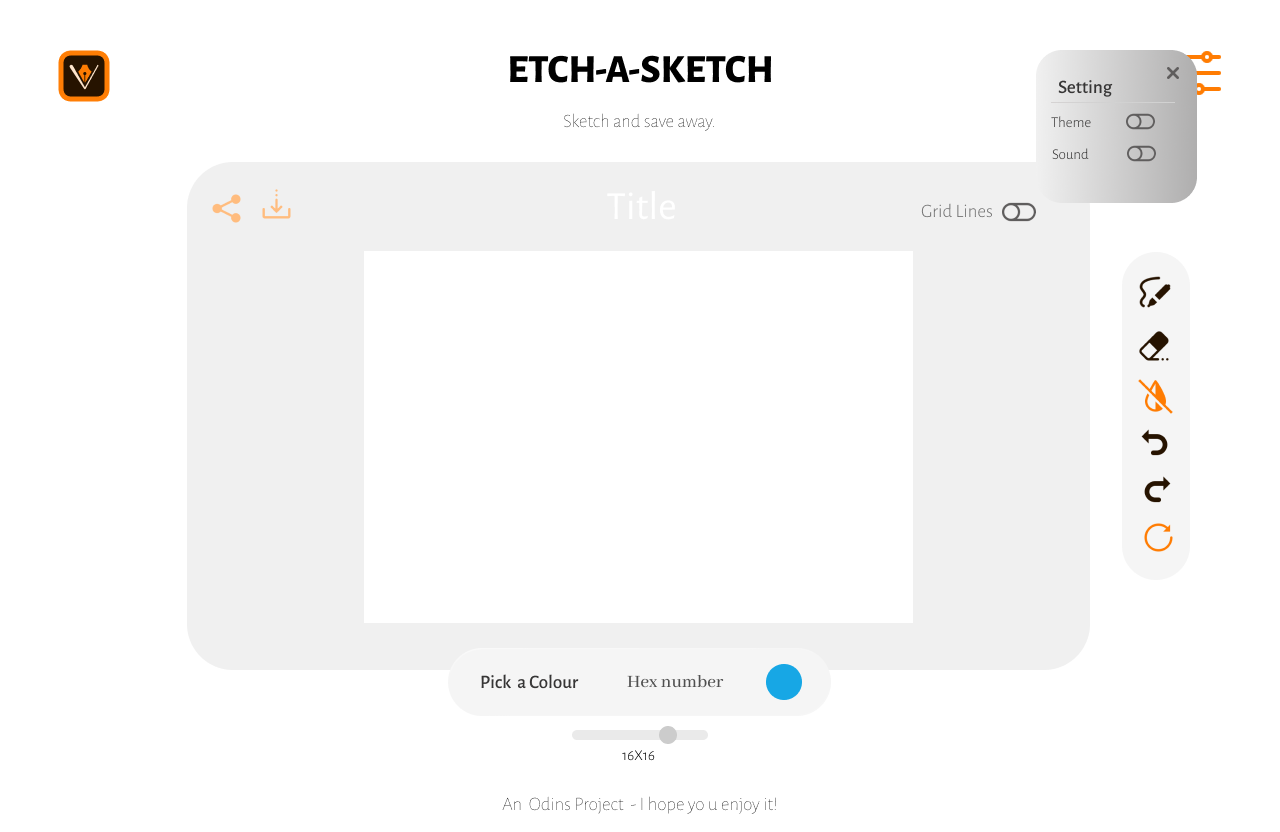 ETCH-A-SKETCH
Sketch and save away.
Setting
Theme
Sound
Title
Grid Lines
Pick a Colour
Hex number
16X16
An Odins Project - I hope yo u enjoy it!